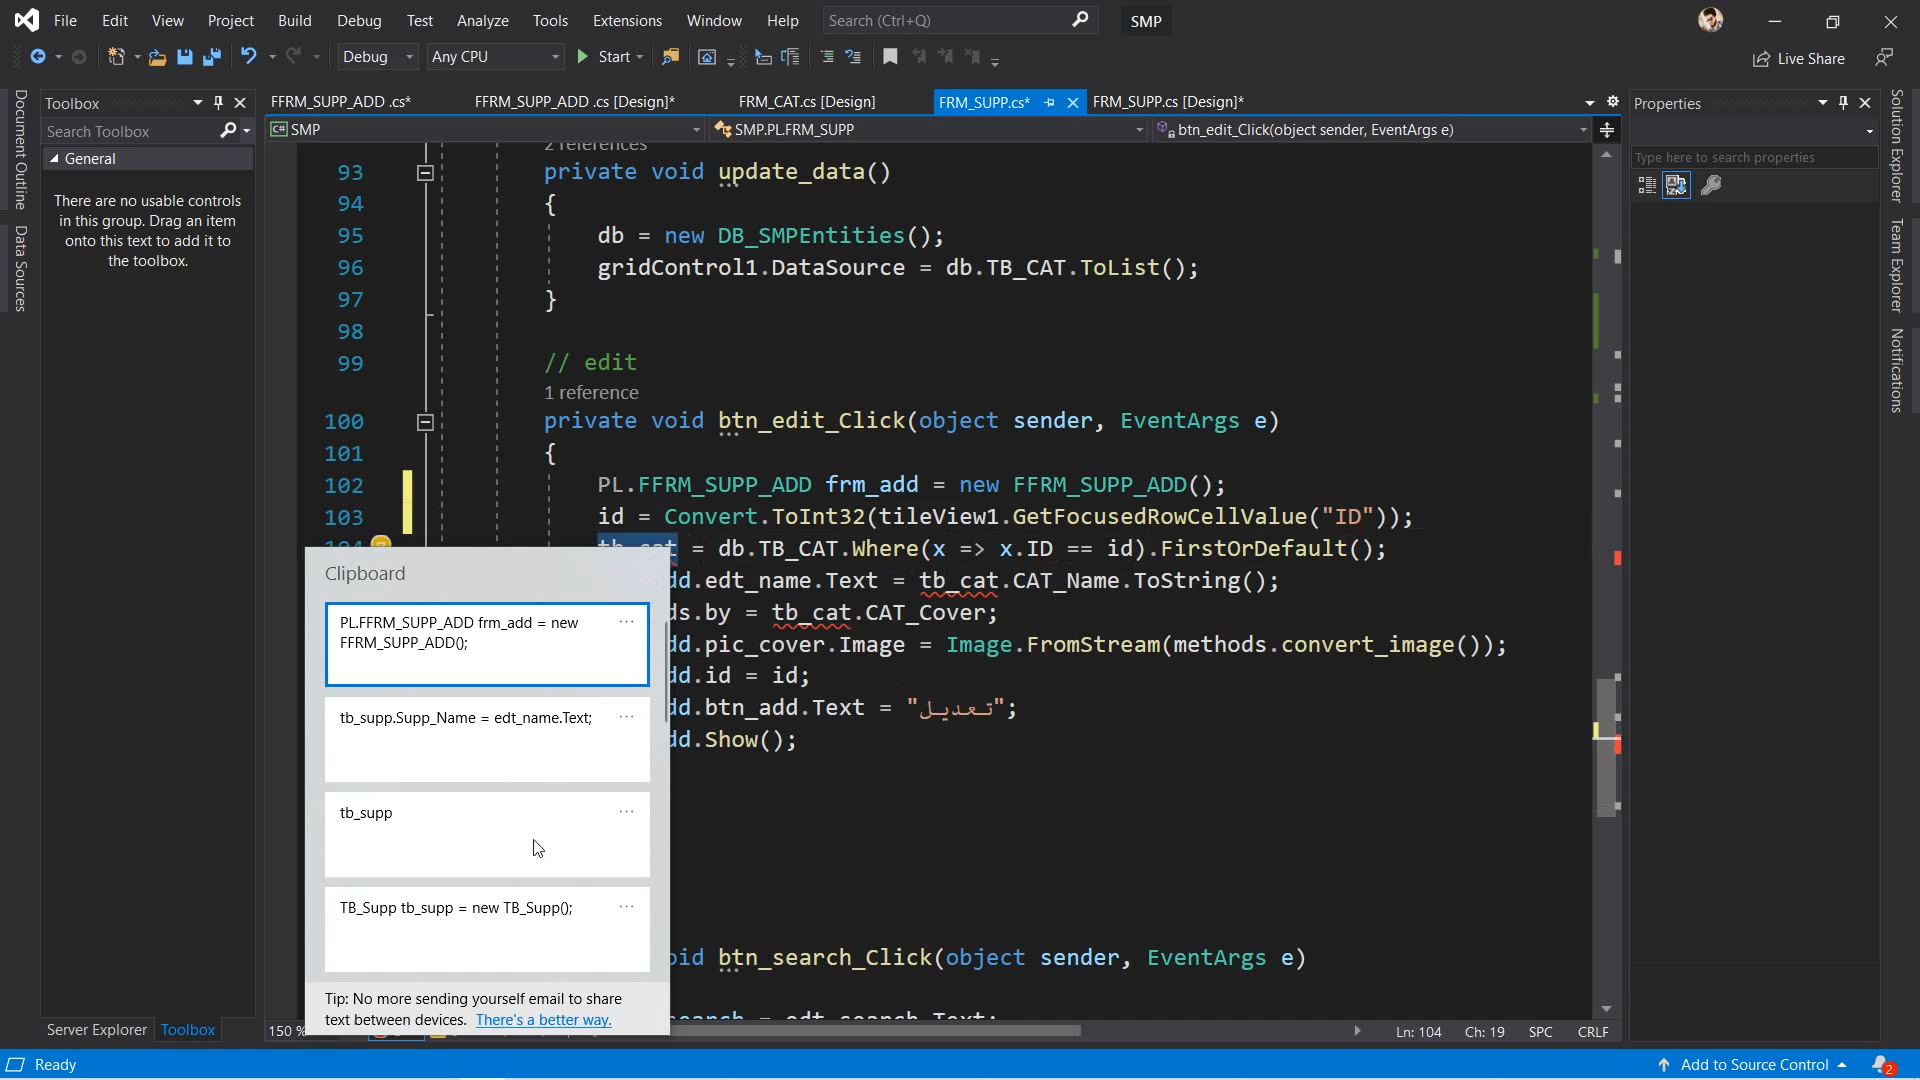 File Edit View Project Build Debug Test Analyze Tools Extensions Window Help Search (Ctrl+Q) SMP
Debug Any CPU Start Live Share
Document Outline
Data Sources
Toolbox
Search Toolbox
General
There are no usable controls
in this group. Drag an item
onto this text to add it to
the toolbox.
Server Explorer Toolbox
FFRM_SUPP_ADD .cs* FFRM_SUPP_ADD .cs [Design]* FRM_CAT.cs [Design] FRM_SUPP.cs* FRM_SUPP.cs [Design]*
C# SMP SMP.PL.FRM_SUPP btn_edit_Click(object sender, EventArgs e)
2 references
93 private void update_data()
94 {
95 db = new DB_SMPEntities();
96 gridControl1.DataSource = db.TB_CAT.ToList();
97 }
98
99 // edit
1 reference
100 private void btn_edit_Click(object sender, EventArgs e)
101 {
102 PL.FFRM_SUPP_ADD frm_add = new FFRM_SUPP_ADD();
103 id = Convert.ToInt32(tileView1.GetFocusedRowCellValue("ID"));
104 tb_cat = db.TB_CAT.Where(x => x.ID == id).FirstOrDefault();
dd.edt_name.Text = tb_cat.CAT_Name.ToString();
ds.by = tb_cat.CAT_Cover;
dd.pic_cover.Image = Image.FromStream(methods.convert_image());
dd.id = id;
dd.btn_add.Text = "تعديل";
dd.Show();
oid btn_search_Click(object sender, EventArgs e)
earch = edt_search.Text;
Clipboard
PL.FFRM_SUPP_ADD frm_add = new
FFRM_SUPP_ADD();
tb_supp.Supp_Name = edt_name.Text;
tb_supp
TB_Supp tb_supp = new TB_Supp();
Tip: No more sending yourself email to share
text between devices. There's a better way.
150 % Ln: 104 Ch: 19 SPC CRLF
Properties
Type here to search properties
Solution Explorer
Team Explorer
Notifications
Ready Add to Source Control 2